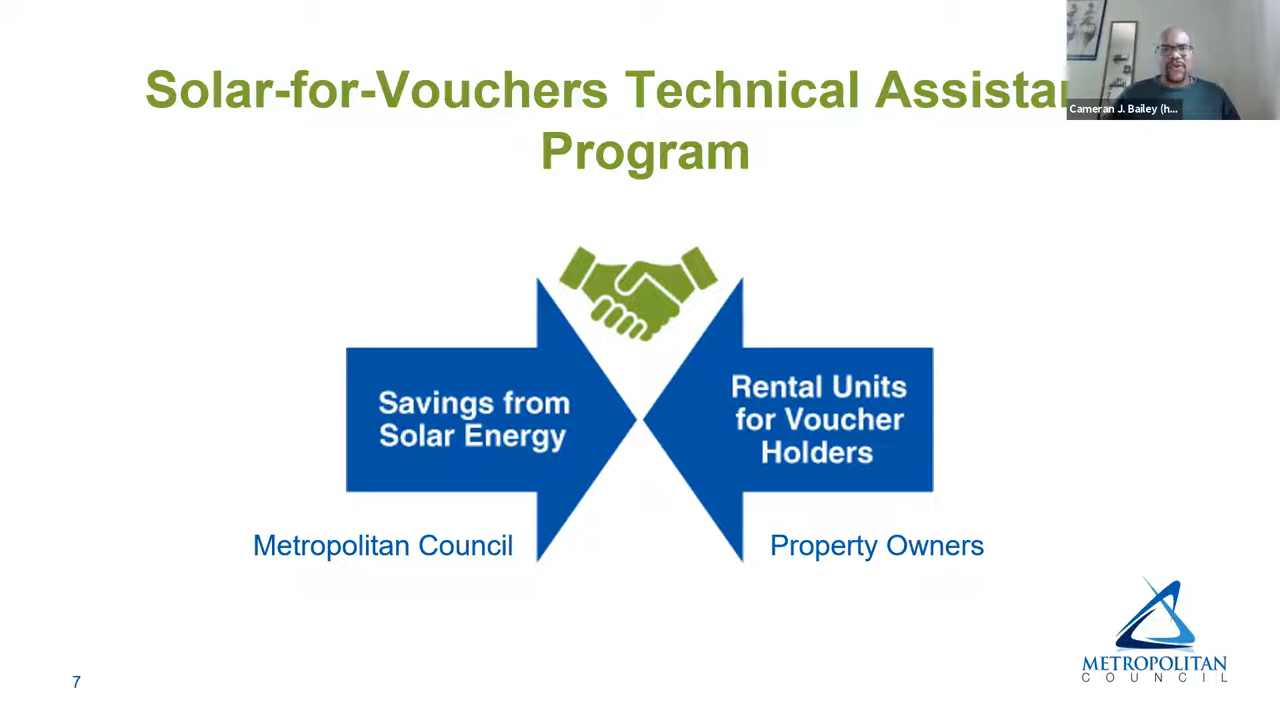 Solar-for-Vouchers Technical Assistan
Program
Cameran J. Bailey (h...
Savings from
Solar Energy
Rental Units
for Voucher
Holders
Metropolitan Council
Property Owners
METROPOLITAN
COUNCIL
7